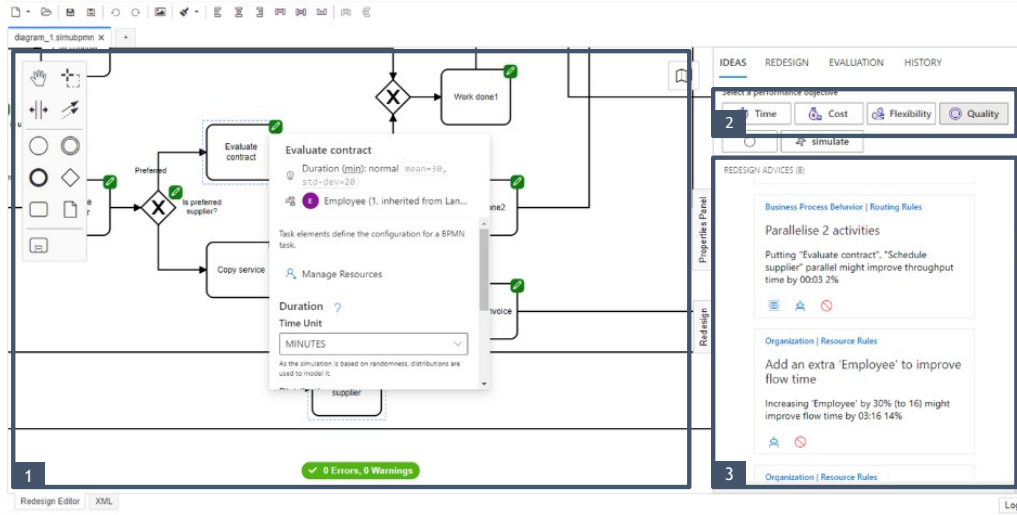 diagram_1.simubpmn ×
+
IDEAS REDESIGN EVALUATION HISTORY
Select a performance objective
Time Cost Flexibility Quality
2
simulate
REDESIGN ADVICES (8)
Business Process Behavior | Routing Rules
Parallelise 2 activities
Putting "Evaluate contract", "Schedule
supplier" parallel might improve throughput
time by 00:03 2%
Organization | Resource Rules
Add an extra 'Employee' to improve
flow time
Increasing 'Employee' by 30% (to 16) might
improve flow time by 03:16 14%
Organization | Resource Rules
3
Properties Panel
Redesign
Work done1
X
Evaluate
contract
Preferred
X
Is preferred
supplier?
Copy service
Evaluate contract
Duration (min): normal mean=30,
std-dev=20
E Employee (1, inherited from Lan...
Task elements define the configuration for a BPMN
task.
Manage Resources
Duration ?
Time Unit
MINUTES
As the simulation is based on randomness, distributions are
used to model it.
supplier
0 Errors, 0 Warnings
1
Redesign Editor XML